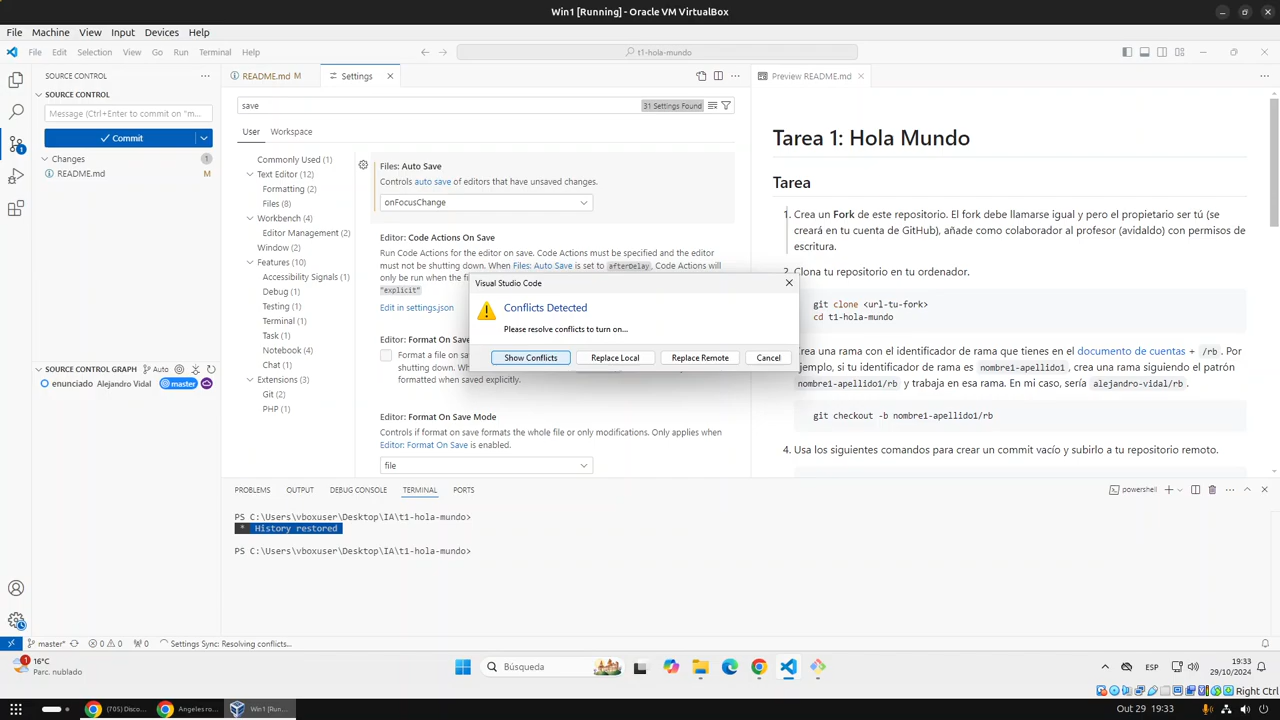 Win1 [Running] - Oracle VM VirtualBox
File Machine View Input Devices Help
File Edit Selection View Go Run Terminal Help
t1-hola-mundo
SOURCE CONTROL
README.md M
Settings
Preview README.md
SOURCE CONTROL
Message (Ctrl+Enter to commit on "m...
Commit
Changes 1
README.md M
1
save
31 Settings Found
User Workspace
Commonly Used (1)
Text Editor (12)
Formatting (2)
Files (8)
Workbench (4)
Editor Management (2)
Window (2)
Features (10)
Accessibility Signals (1)
Debug (1)
Testing (1)
Terminal (1)
Task (1)
Notebook (4)
Chat (1)
Extensions (3)
Git (2)
PHP (1)
Files: Auto Save
Controls auto save of editors that have unsaved changes.
onFocusChange
Editor: Code Actions On Save
Run Code Actions for the editor on save. Code Actions must be specified and the editor
must not be shutting down. When Files: Auto Save is set to afterDelay, Code Actions will
only be run when the fil
"explicit"
Edit in settings.json
Editor: Format On Save
Format a file on sa
shutting down. When
formatted when saved explicitly.
Editor: Format On Save Mode
Controls if format on save formats the whole file or only modifications. Only applies when
Editor: Format On Save is enabled.
file
Visual Studio Code
Conflicts Detected
Please resolve conflicts to turn on...
Show Conflicts Replace Local Replace Remote Cancel
Tarea 1: Hola Mundo
Tarea
1. Crea un Fork de este repositorio. El fork debe llamarse igual y pero el propietario ser tú (se
creará en tu cuenta de GitHub), añade como colaborador al profesor (avidaldo) con permisos de
escritura.
2. Clona tu repositorio en tu ordenador.
git clone <url-tu-fork>
cd t1-hola-mundo
rea una rama con el identificador de rama que tienes en el documento de cuentas + /rb . Por
jemplo, si tu identificador de rama es nombre1-apellido1 , crea una rama siguiendo el patrón
nombre1-apellido1/rb y trabaja en esa rama. En mi caso, sería alejandro-vidal/rb .
git checkout -b nombre1-apellido1/rb
4. Usa los siguientes comandos para crear un commit vacío y subirlo a tu repositorio remoto.
SOURCE CONTROL GRAPH Auto
enunciado Alejandro Vidal master
PROBLEMS OUTPUT DEBUG CONSOLE TERMINAL PORTS
powershell
PS C:\Users\vboxuser\Desktop\IA\t1-hola-mundo>
* History restored
PS C:\Users\vboxuser\Desktop\IA\t1-hola-mundo>
master* 0 0 0 Settings Sync: Resolving conflicts...
1
16°C
Parc. nublado
Búsqueda
ESP
19:33
29/10/2024
Right Ctrl
(705) Disco...
Angeles ro...
Win1 [Run...
Out 29 19:33